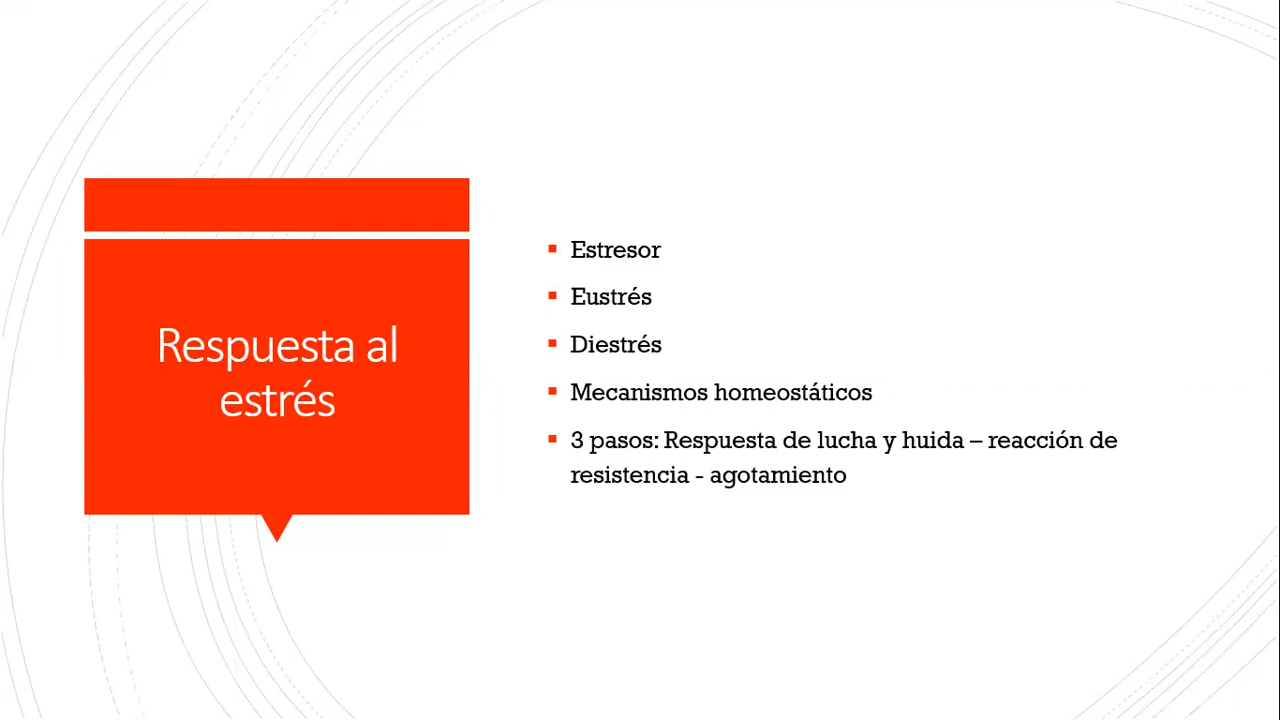 Respuesta al
estrés
Estresor
Eustrés
Diestrés
Mecanismos homeostáticos
3 pasos: Respuesta de lucha y huida – reacción de
resistencia - agotamiento